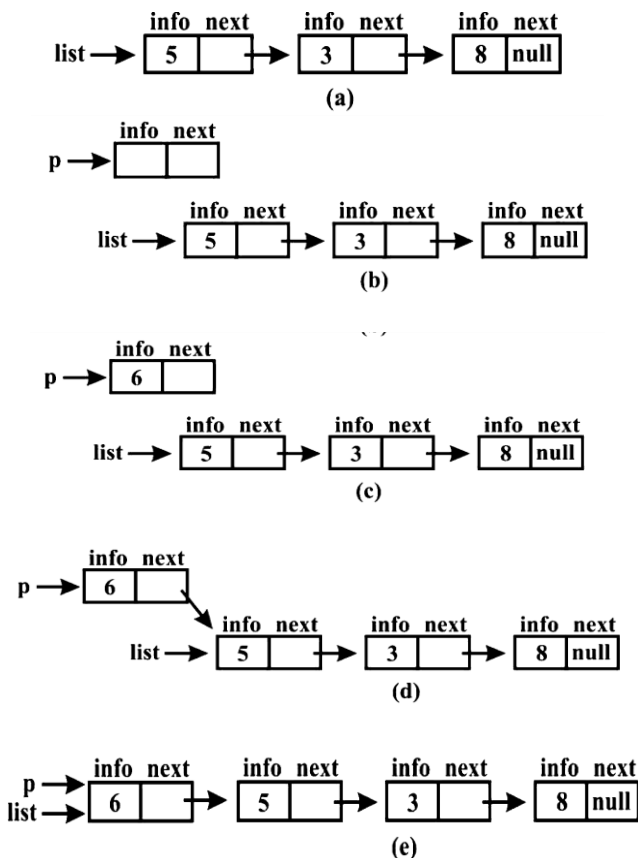 info next info next info next
list 5 3 8 null
(a)
info next
p
info next info next info next
list 5 3 8 null
(b)
info next
p 6
info next info next info next
list 5 3 8 null
(c)
info next
p 6
info next info next info next
list 5 3 8 null
(d)
info next info next info next info next
p
list 6 5 3 8 null
(e)